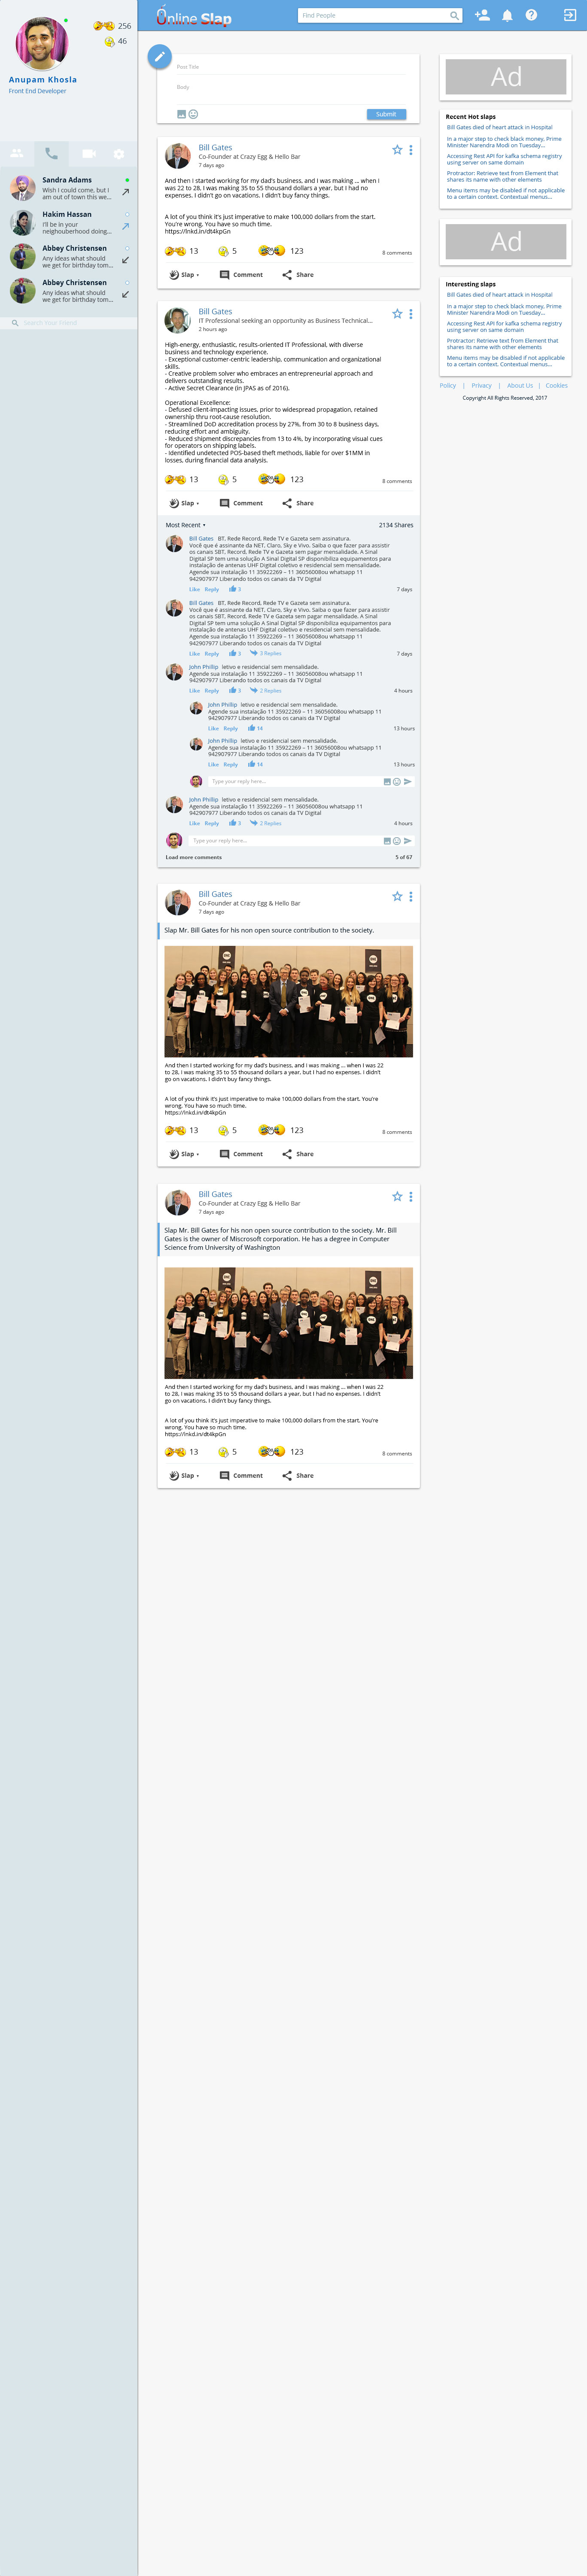 256
46
Anupam Khosla
Front End Developer
Sandra Adams
Wish I could come, but I
am out of town this we...
Hakim Hassan
I'll be in your
neighbouberhood doing...
Abbey Christensen
Any ideas what should
we get for birthday tom...
Abbey Christensen
Any ideas what should
we get for birthday tom...
Search Your Friend
Online Slap
Find People
Post Title
Body
Submit
Bill Gates
Co-Founder at Crazy Egg & Hello Bar
7 days ago
And then I started working for my dad's business, and I was making ... when I
was 22 to 28, I was making 35 to 55 thousand dollars a year, but I had no
expenses. I didn't go on vacations. I didn't buy fancy things.
A lot of you think it's just imperative to make 100,000 dollars from the start.
You're wrong. You have so much time.
https://lnkd.in/dt4kpGn
13 5 123 8 comments
Slap Comment Share
Bill Gates
IT Professional seeking an opportunity as Business Technical...
2 hours ago
High-energy, enthusiastic, results-oriented IT Professional, with diverse
business and technology experience.
- Exceptional customer-centric leadership, communication and organizational
skills.
- Creative problem solver who embraces an entrepreneurial approach and
delivers outstanding results.
- Active Secret Clearance (In JPAS as of 2016).
Operational Excellence:
- Defused client-impacting issues, prior to widespread propagation, retained
ownership thru root-cause resolution.
- Streamlined DoD accreditation process by 27%, from 30 to 8 business days,
reducing effort and ambiguity.
- Reduced shipment discrepancies from 13 to 4%, by incorporating visual cues
for operators on shipping labels.
- Identified undetected POS-based theft methods, liable for over $1MM in
losses, during financial data analysis.
13 5 123 8 comments
Slap Comment Share
Most Recent 2134 Shares
Bill Gates BT, Rede Record, Rede TV e Gazeta sem assinatura.
Você que é assinante da NET, Claro, Sky e Vivo. Saiba o que fazer para assistir
os canais SBT, Record, Rede TV e Gazeta sem pagar mensalidade. A Sinal
Digital SP tem uma solução A Sinal Digital SP disponibiliza equipamentos para
instalação de antenas UHF Digital coletivo e residencial sem mensalidade.
Agende sua instalação 11 35922269 – 11 36056008ou whatsapp 11
942907977 Liberando todos os canais da TV Digital
Like Reply 3 7 days
Bill Gates BT, Rede Record, Rede TV e Gazeta sem assinatura.
Você que é assinante da NET, Claro, Sky e Vivo. Saiba o que fazer para assistir
os canais SBT, Record, Rede TV e Gazeta sem pagar mensalidade. A Sinal
Digital SP tem uma solução A Sinal Digital SP disponibiliza equipamentos para
instalação de antenas UHF Digital coletivo e residencial sem mensalidade.
Agende sua instalação 11 35922269 – 11 36056008ou whatsapp 11
942907977 Liberando todos os canais da TV Digital
Like Reply 3 3 Replies 7 days
John Phillip letivo e residencial sem mensalidade.
Agende sua instalação 11 35922269 – 11 36056008ou whatsapp 11
942907977 Liberando todos os canais da TV Digital
Like Reply 3 2 Replies 4 hours
John Phillip letivo e residencial sem mensalidade.
Agende sua instalação 11 35922269 – 11 36056008ou whatsapp 11
942907977 Liberando todos os canais da TV Digital
Like Reply 14 13 hours
John Phillip letivo e residencial sem mensalidade.
Agende sua instalação 11 35922269 – 11 36056008ou whatsapp 11
942907977 Liberando todos os canais da TV Digital
Like Reply 14 13 hours
Type your reply here...
John Phillip letivo e residencial sem mensalidade.
Agende sua instalação 11 35922269 – 11 36056008ou whatsapp 11
942907977 Liberando todos os canais da TV Digital
Like Reply 3 2 Replies 4 hours
Type your reply here...
Load more comments 5 of 67
Bill Gates
Co-Founder at Crazy Egg & Hello Bar
7 days ago
Slap Mr. Bill Gates for his non open source contribution to the society.
And then I started working for my dad's business, and I was making ... when I was 22
to 28, I was making 35 to 55 thousand dollars a year, but I had no expenses. I didn't
go on vacations. I didn't buy fancy things.
A lot of you think it's just imperative to make 100,000 dollars from the start. You're
wrong. You have so much time.
https://lnkd.in/dt4kpGn
13 5 123 8 comments
Slap Comment Share
Bill Gates
Co-Founder at Crazy Egg & Hello Bar
7 days ago
Slap Mr. Bill Gates for his non open source contribution to the society. Mr. Bill
Gates is the owner of Miscrosoft corporation. He has a degree in Computer
Science from University of Washington
And then I started working for my dad's business, and I was making ... when I was 22
to 28, I was making 35 to 55 thousand dollars a year, but I had no expenses. I didn't
go on vacations. I didn't buy fancy things.
A lot of you think it's just imperative to make 100,000 dollars from the start. You're
wrong. You have so much time.
https://lnkd.in/dt4kpGn
13 5 123 8 comments
Slap Comment Share
Ad
Recent Hot slaps
Bill Gates died of heart attack in Hospital
In a major step to check black money, Prime
Minister Narendra Modi on Tuesday...
Accessing Rest API for kafka schema registry
using server on same domain
Protractor: Retrieve text from Element that
shares its name with other elements
Menu items may be disabled if not applicable
to a certain context. Contextual menus...
Ad
Interesting slaps
Bill Gates died of heart attack in Hospital
In a major step to check black money, Prime
Minister Narendra Modi on Tuesday...
Accessing Rest API for kafka schema registry
using server on same domain
Protractor: Retrieve text from Element that
shares its name with other elements
Menu items may be disabled if not applicable
to a certain context. Contextual menus...
Policy | Privacy | About Us | Cookies
Copyright All Rights Reserved, 2017